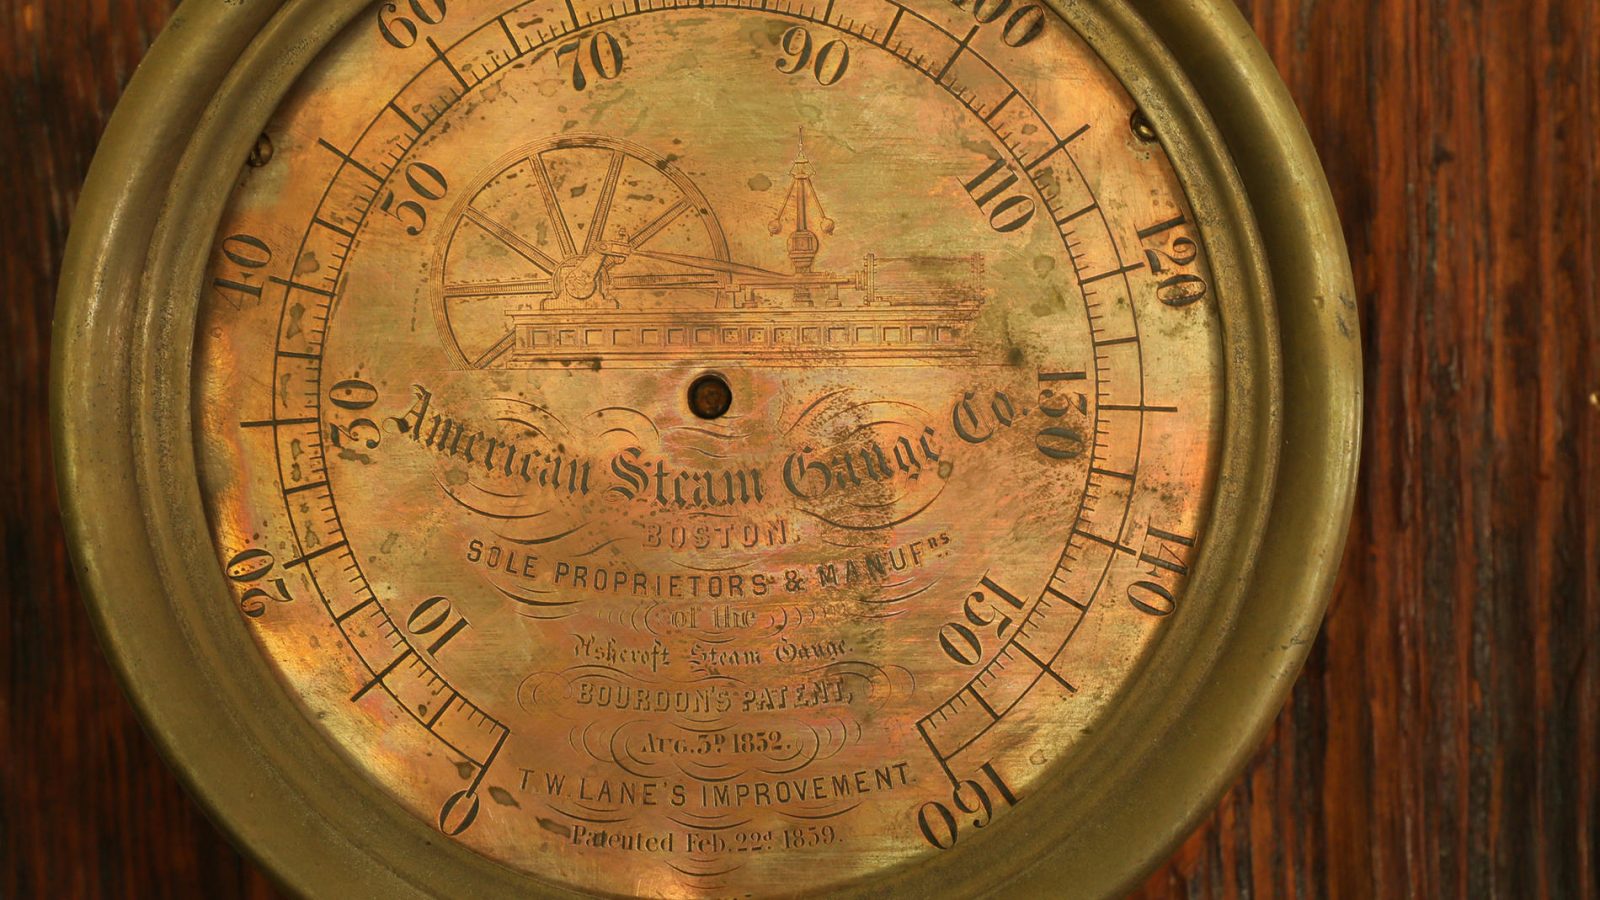 0
10
20
30
40
50
60
70
90
100
110
120
130
140
150
160
American Steam Gauge Co.
BOSTON.
SOLE PROPRIETORS & MANUFRS
of the
Ashcroft Steam Gauge.
BOURDON'S PATENT,
AUG. 3D 1852.
T. W. LANE'S IMPROVEMENT.
Patented Feb. 22d 1859.